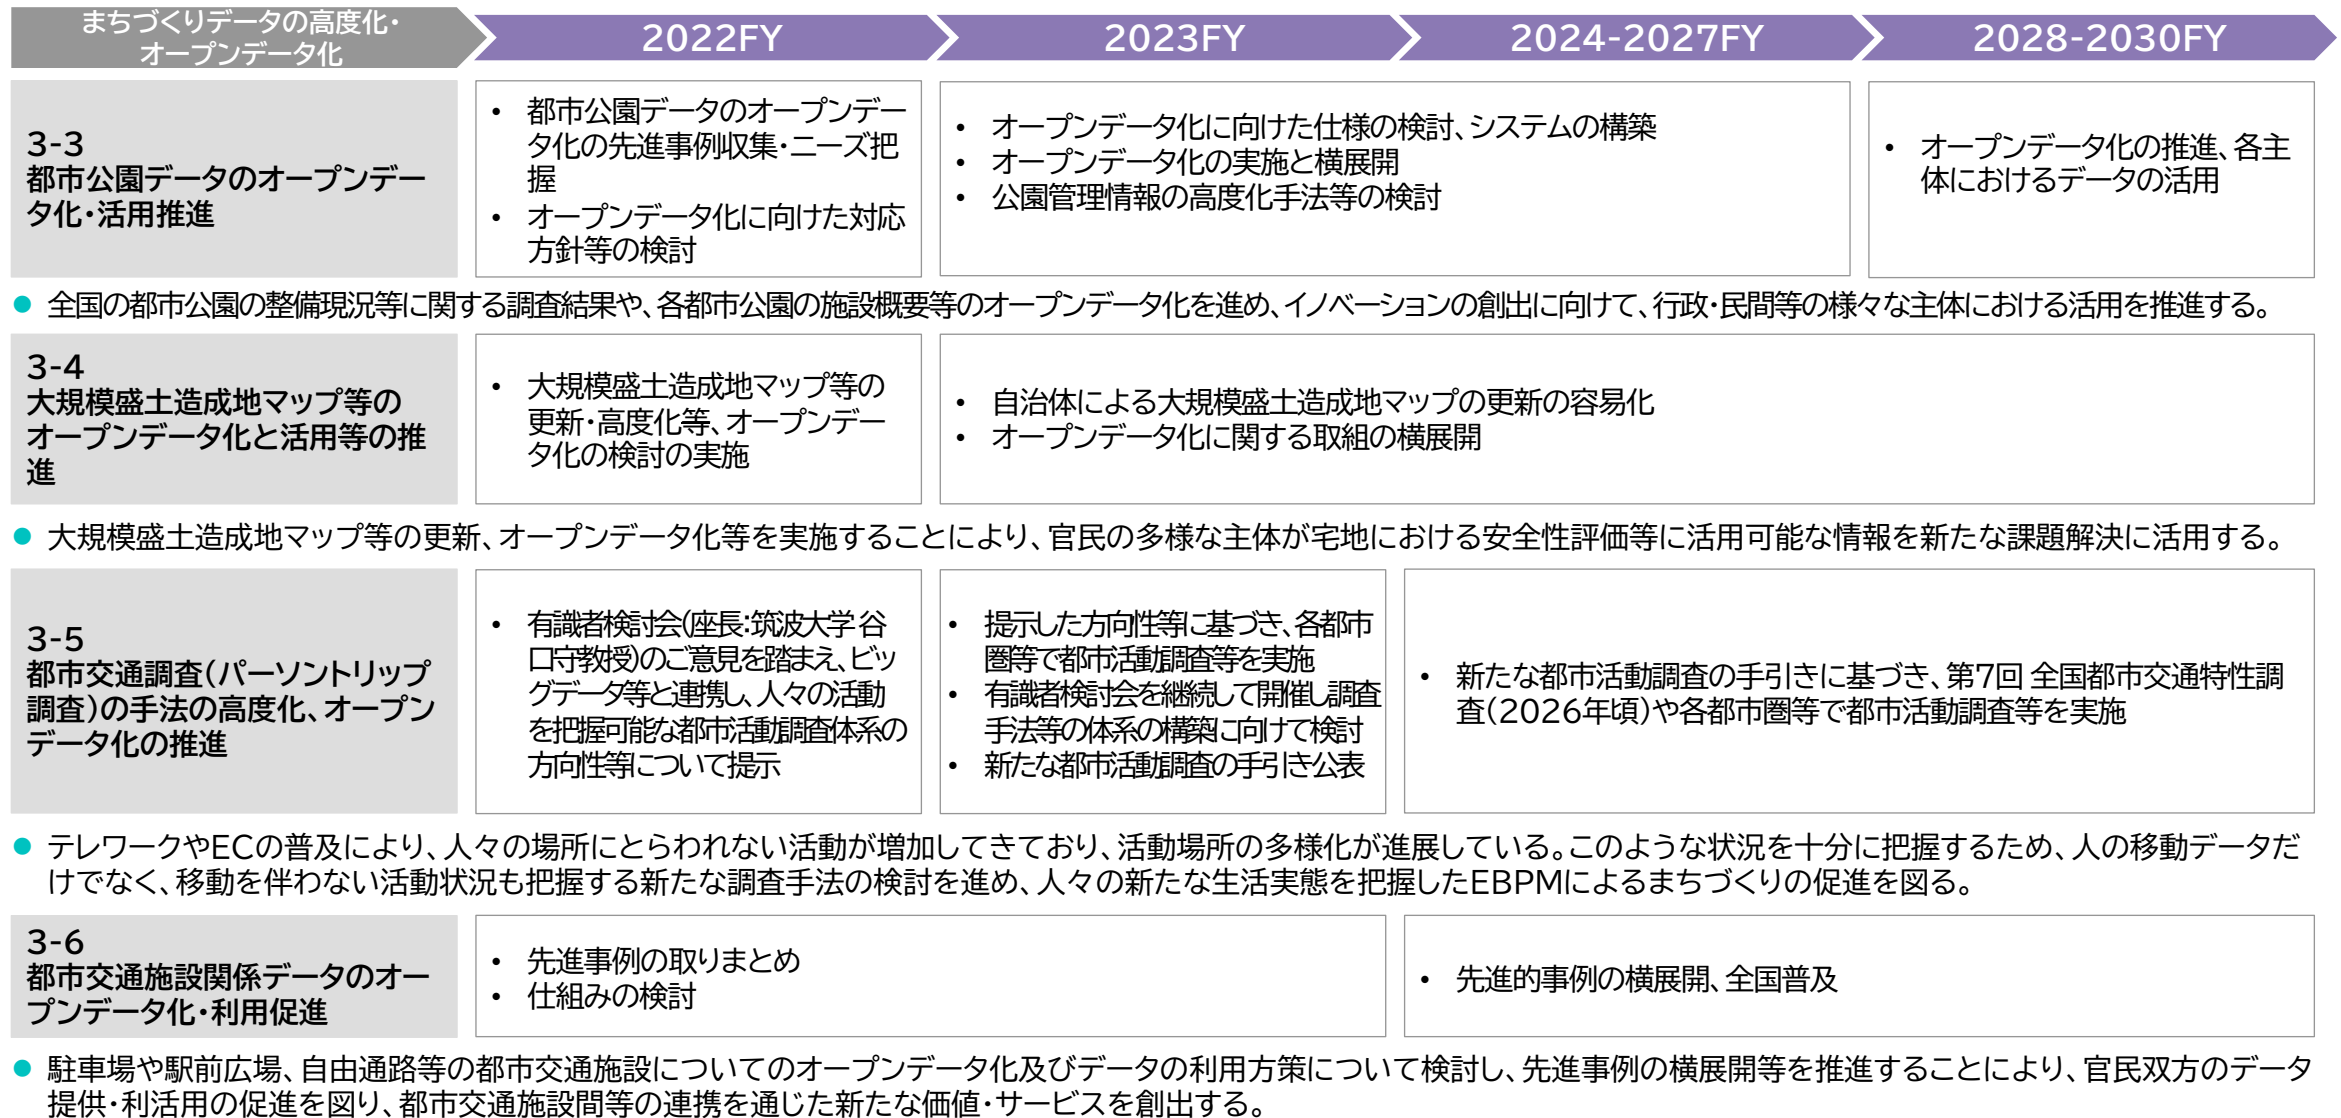 まちづくりデータの高度化・
オープンデータ化
2022FY
2023FY
2024-2027FY
2028-2030FY
3-3
都市公園データのオープンデー
タ化・活用推進
• 都市公園データのオープンデー
タ化の先進事例収集・ニーズ把
握
• オープンデータ化に向けた対応
方針等の検討
• オープンデータ化に向けた仕様の検討、システムの構築
• オープンデータ化の実施と横展開
• 公園管理情報の高度化手法等の検討
• オープンデータ化の推進、各主
体におけるデータの活用
● 全国の都市公園の整備現況等に関する調査結果や、各都市公園の施設概要等のオープンデータ化を進め、イノベーションの創出に向けて、行政・民間等の様々な主体における活用を推進する。
3-4
大規模盛土造成地マップ等の
オープンデータ化と活用等の推
進
• 大規模盛土造成地マップ等の
更新・高度化等、オープンデー
タ化の検討の実施
• 自治体による大規模盛土造成地マップの更新の容易化
• オープンデータ化に関する取組の横展開
● 大規模盛土造成地マップ等の更新、オープンデータ化等を実施することにより、官民の多様な主体が宅地における安全性評価等に活用可能な情報を新たな課題解決に活用する。
3-5
都市交通調査（パーソントリップ
調査）の手法の高度化、オープン
データ化の推進
• 有識者検討会(座長:筑波大学 谷
口守教授)のご意見を踏まえ、ビッ
グデータ等と連携し、人々の活動
を把握可能な都市活動調査体系の
方向性等について提示
• 提示した方向性等に基づき、各都市
圏等で都市活動調査等を実施
• 有識者検討会を継続して開催し調査
手法等の体系の構築に向けて検討
• 新たな都市活動調査の手引き公表
• 新たな都市活動調査の手引きに基づき、第7回 全国都市交通特性調
査（2026年頃）や各都市圏等で都市活動調査等を実施
● テレワークやECの普及により、人々の場所にとらわれない活動が増加してきており、活動場所の多様化が進展している。このような状況を十分に把握するため、人の移動データだ
けでなく、移動を伴わない活動状況も把握する新たな調査手法の検討を進め、人々の新たな生活実態を把握したEBPMによるまちづくりの促進を図る。
3-6
都市交通施設関係データのオー
プンデータ化・利用促進
• 先進事例の取りまとめ
• 仕組みの検討
• 先進的事例の横展開、全国普及
● 駐車場や駅前広場、自由通路等の都市交通施設についてのオープンデータ化及びデータの利用方策について検討し、先進事例の横展開等を推進することにより、官民双方のデータ
提供・利活用の促進を図り、都市交通施設間等の連携を通じた新たな価値・サービスを創出する。